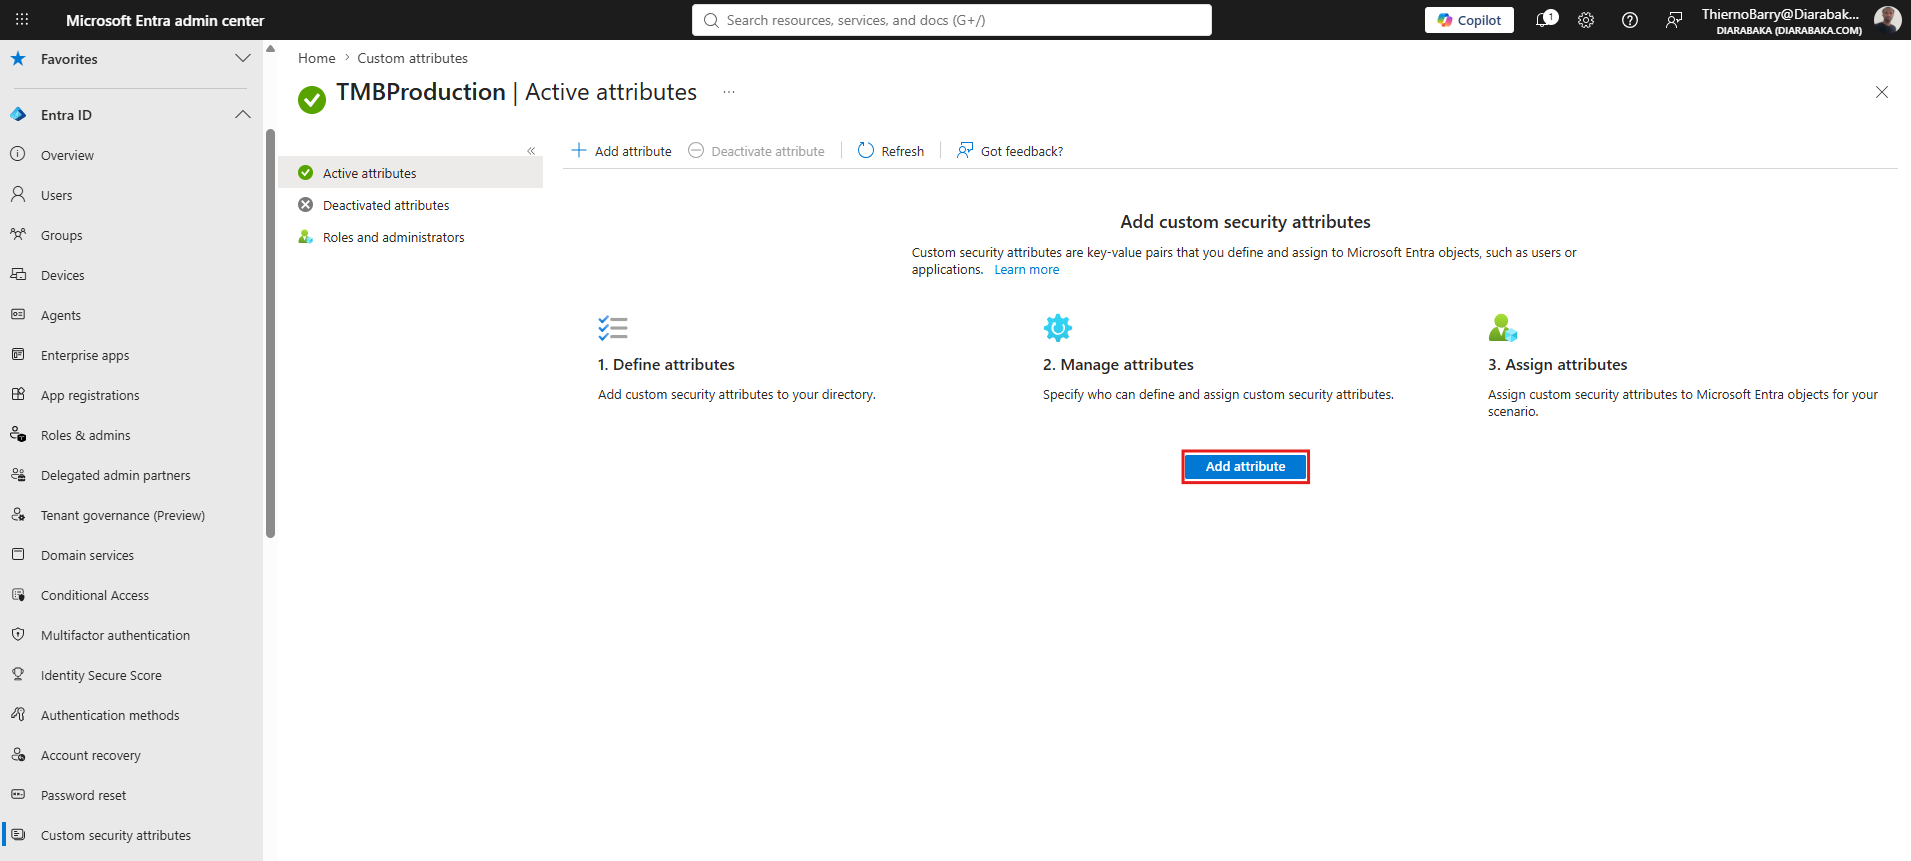 Microsoft Entra admin center
Search resources, services, and docs (G+/)
Copilot
1
ThiernoBarry@Diarabak...
DIARABAKA (DIARABAKA.COM)
Favorites
Entra ID
Overview
Users
Groups
Devices
Agents
Enterprise apps
App registrations
Roles & admins
Delegated admin partners
Tenant governance (Preview)
Domain services
Conditional Access
Multifactor authentication
Identity Secure Score
Authentication methods
Account recovery
Password reset
Custom security attributes
Home > Custom attributes
TMBProduction | Active attributes ...
Active attributes
Deactivated attributes
Roles and administrators
Add attribute
Deactivate attribute
Refresh
Got feedback?
Add custom security attributes
Custom security attributes are key-value pairs that you define and assign to Microsoft Entra objects, such as users or
applications. Learn more
1. Define attributes
Add custom security attributes to your directory.
2. Manage attributes
Specify who can define and assign custom security attributes.
3. Assign attributes
Assign custom security attributes to Microsoft Entra objects for your
scenario.
Add attribute